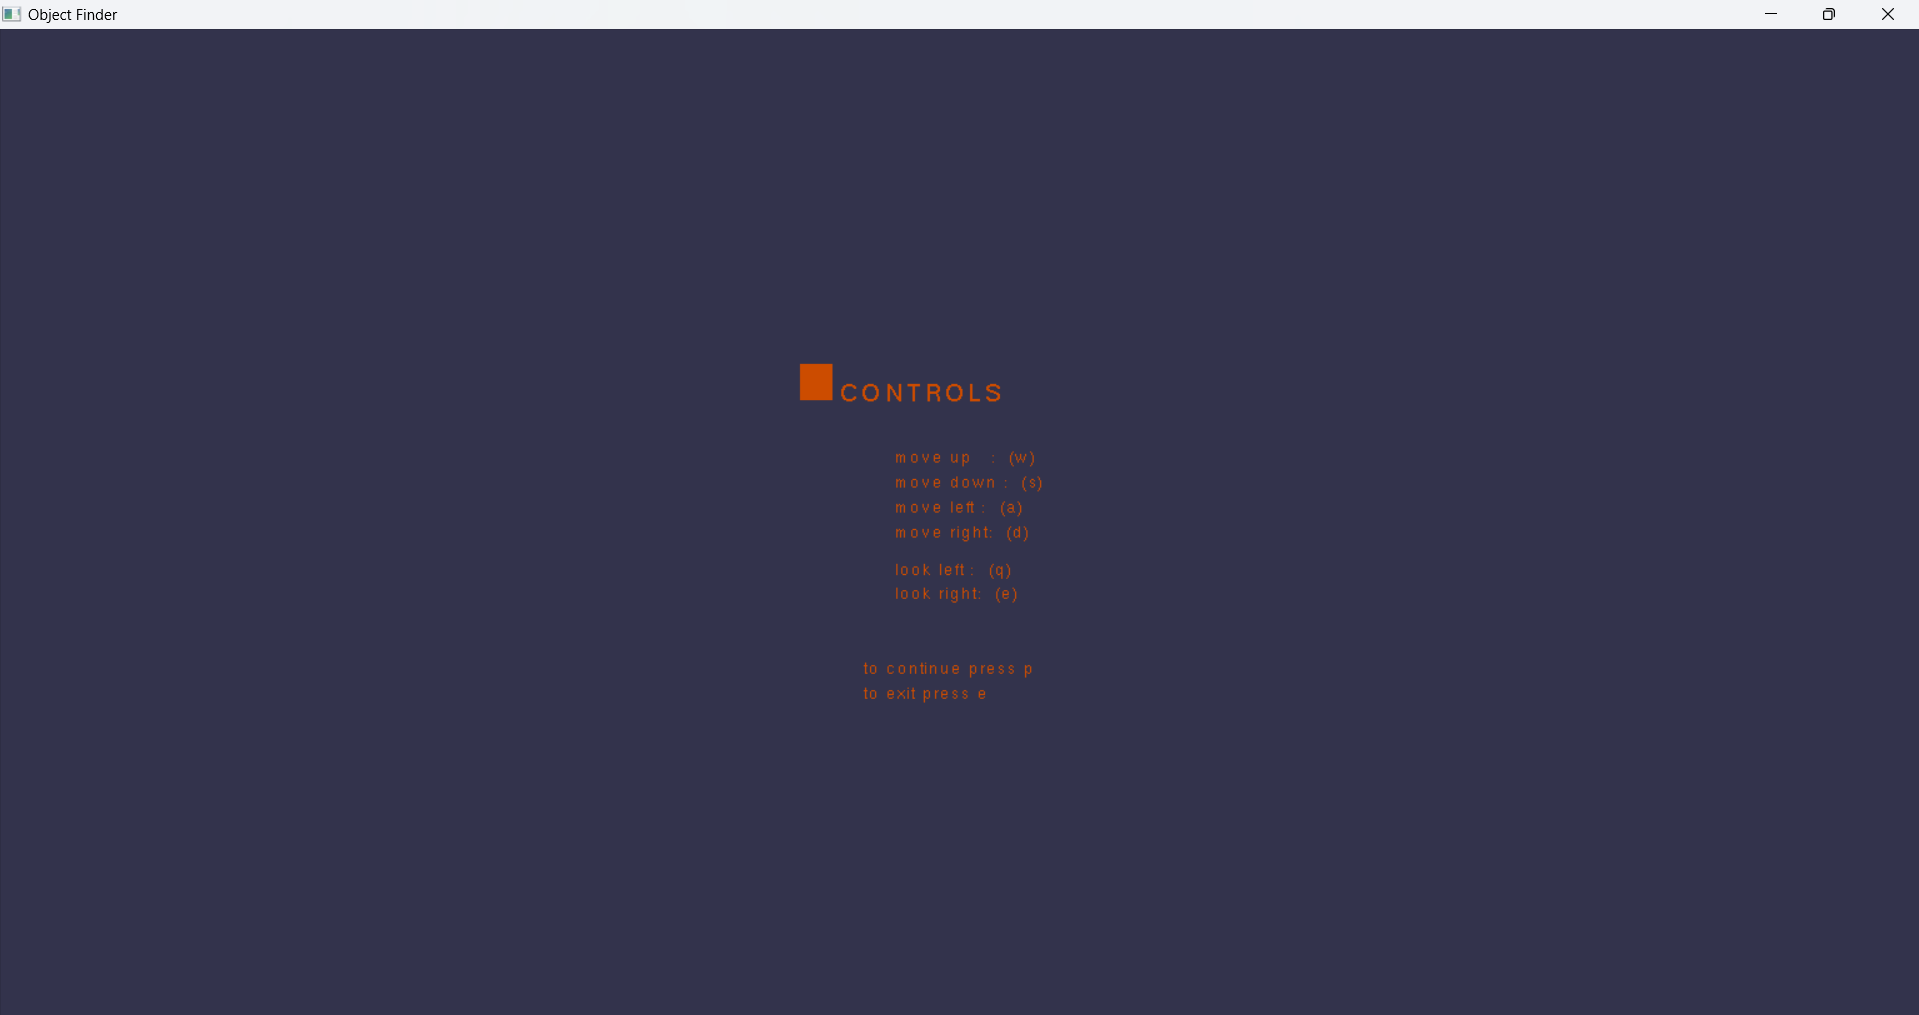 Object Finder
CONTROLS
move up : (w)
move down : (s)
move left : (a)
move right: (d)
look left : (q)
look right: (e)
to continue press p
to exit press e